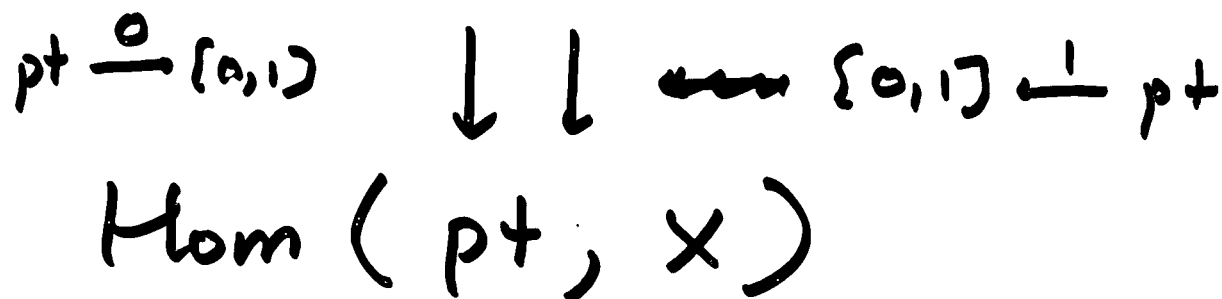 pt —0— {0,1} ↓ ↓ {0,1} ←1— pt
Hom ( pt, X )